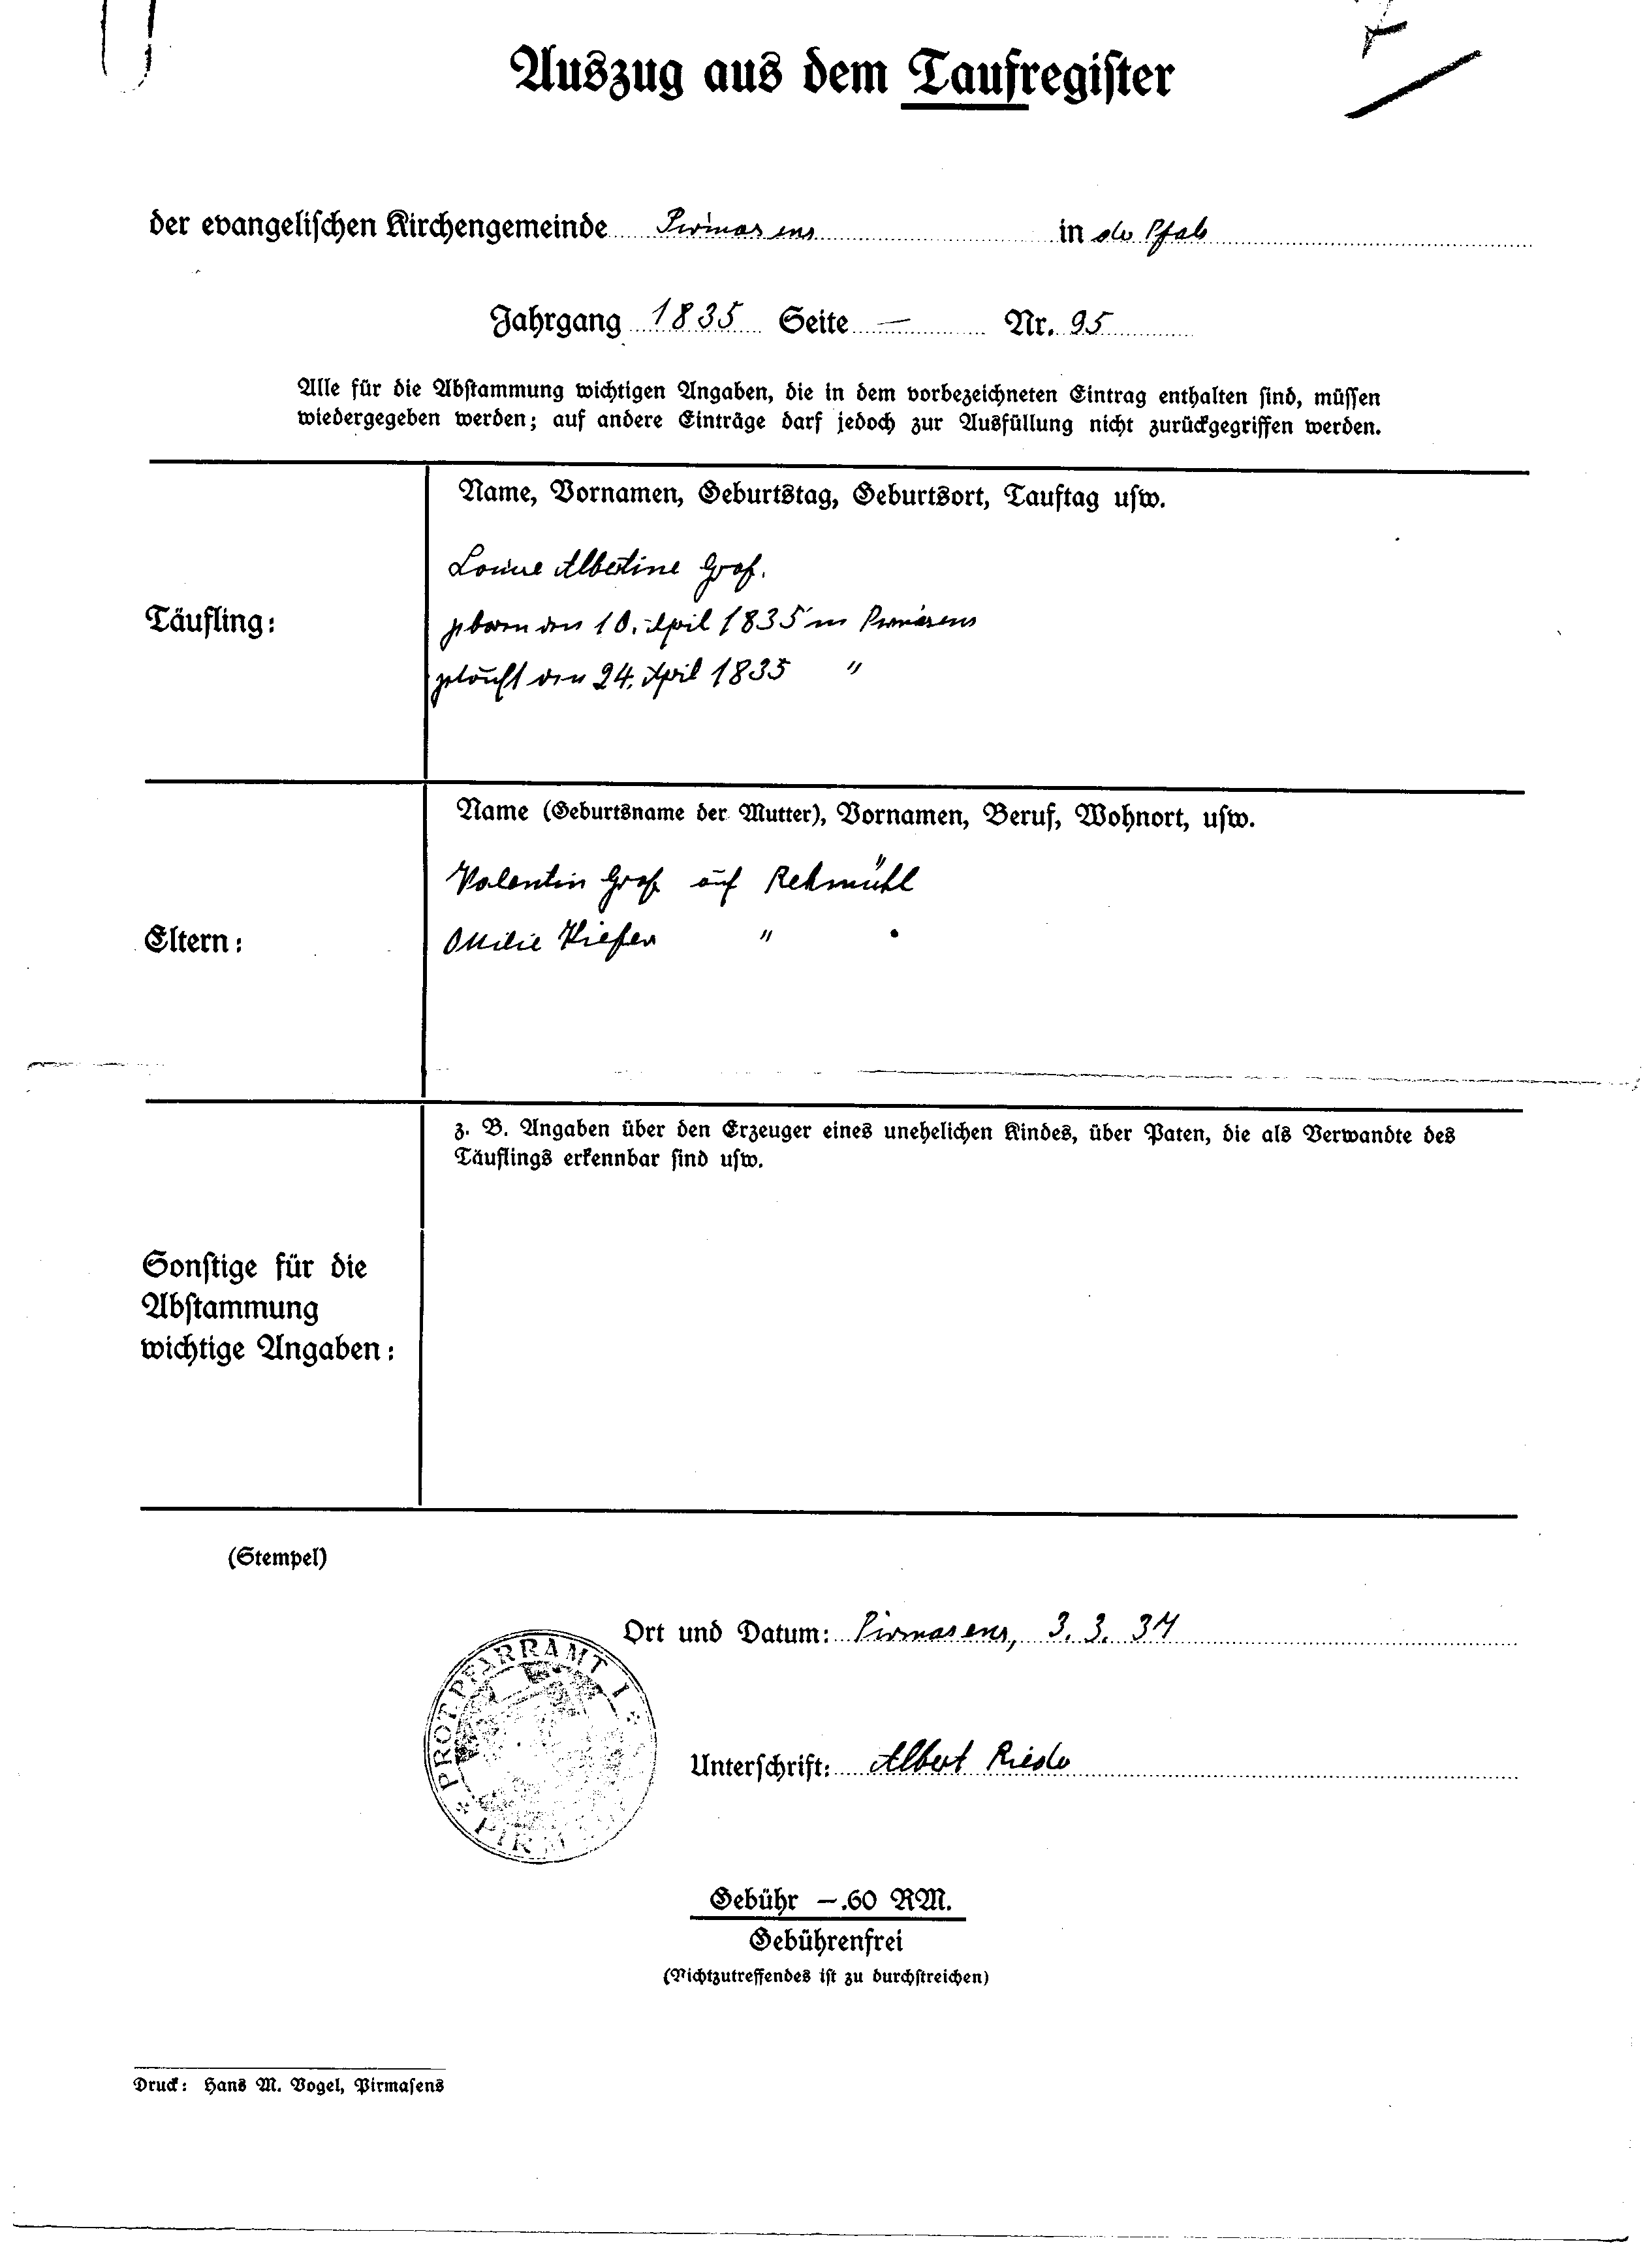 Auszug aus dem Taufregister
der evangelischen Kirchengemeinde Pirmasens in der Pfalz
Jahrgang 1835 Seite — Nr. 95
Alle für die Abstammung wichtigen Angaben, die in dem vorbezeichneten Eintrag enthalten sind, müssen
wiedergegeben werden; auf andere Einträge darf jedoch zur Ausfüllung nicht zurückgegriffen werden.
Name, Vornamen, Geburtstag, Geburtsort, Tauftag usw.
Louise Albertine Graf.
Täufling:
geboren den 10. April 1835 in Pirmasens
getauft den 24. April 1835 "
Name (Geburtsname der Mutter), Vornamen, Beruf, Wohnort, usw.
Valentin Graf auf Rehmühl
Eltern:
Ottilie Kiefer "
z. B. Angaben über den Erzeuger eines unehelichen Kindes, über Paten, die als Verwandte des
Täuflings erkennbar sind usw.
Sonstige für die
Abstammung
wichtige Angaben:
(Stempel)
Ort und Datum: Pirmasens, 3. 3. 34
PROT. PFARRAMT I
Unterschrift: Albert
Gebühr —.60 RM.
Gebührenfrei
(Nichtzutreffendes ist zu durchstreichen)
Druck: Hans M. Vogel, Pirmasens